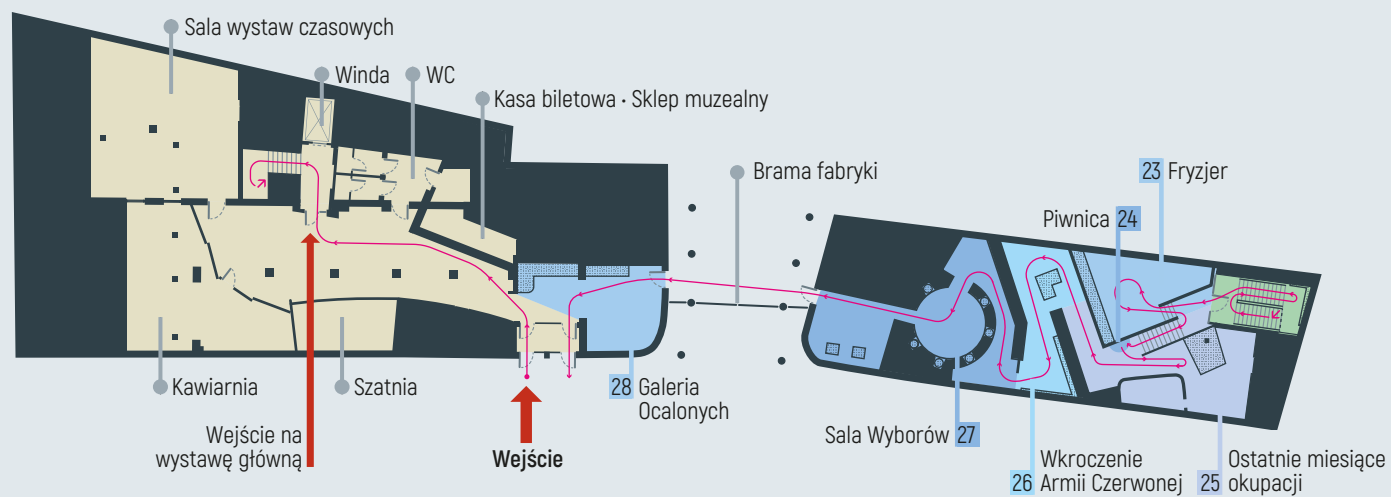 Sala wystaw czasowych
Winda
WC
Kasa biletowa · Sklep muzealny
Brama fabryki
23 Fryzjer
Piwnica 24
Kawiarnia
Szatnia
28 Galeria
Ocalonych
Wejście na
wystawę główną
Wejście
Sala Wyborów 27
Wkroczenie
26 Armii Czerwonej
Ostatnie miesiące
25 okupacji